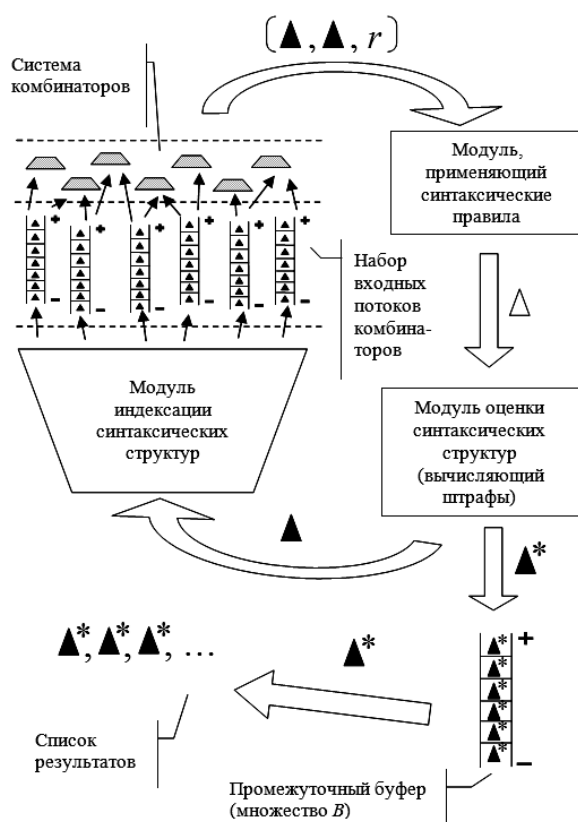 (▲, ▲, r)
Система
комбинаторов
Модуль,
применяющий
синтаксические
правила
+ + + + + +
– – – – – –
Набор
входных
потоков
комбина-
торов
△
Модуль
индексации
синтаксических
структур
Модуль оценки
синтаксических
структур
(вычисляющий
штрафы)
▲
▲*
▲*, ▲*, ▲*, ...
▲*
+
▲*
▲*
▲*
▲*
▲*
▲*
–
Список
результатов
Промежуточный буфер
(множество B)